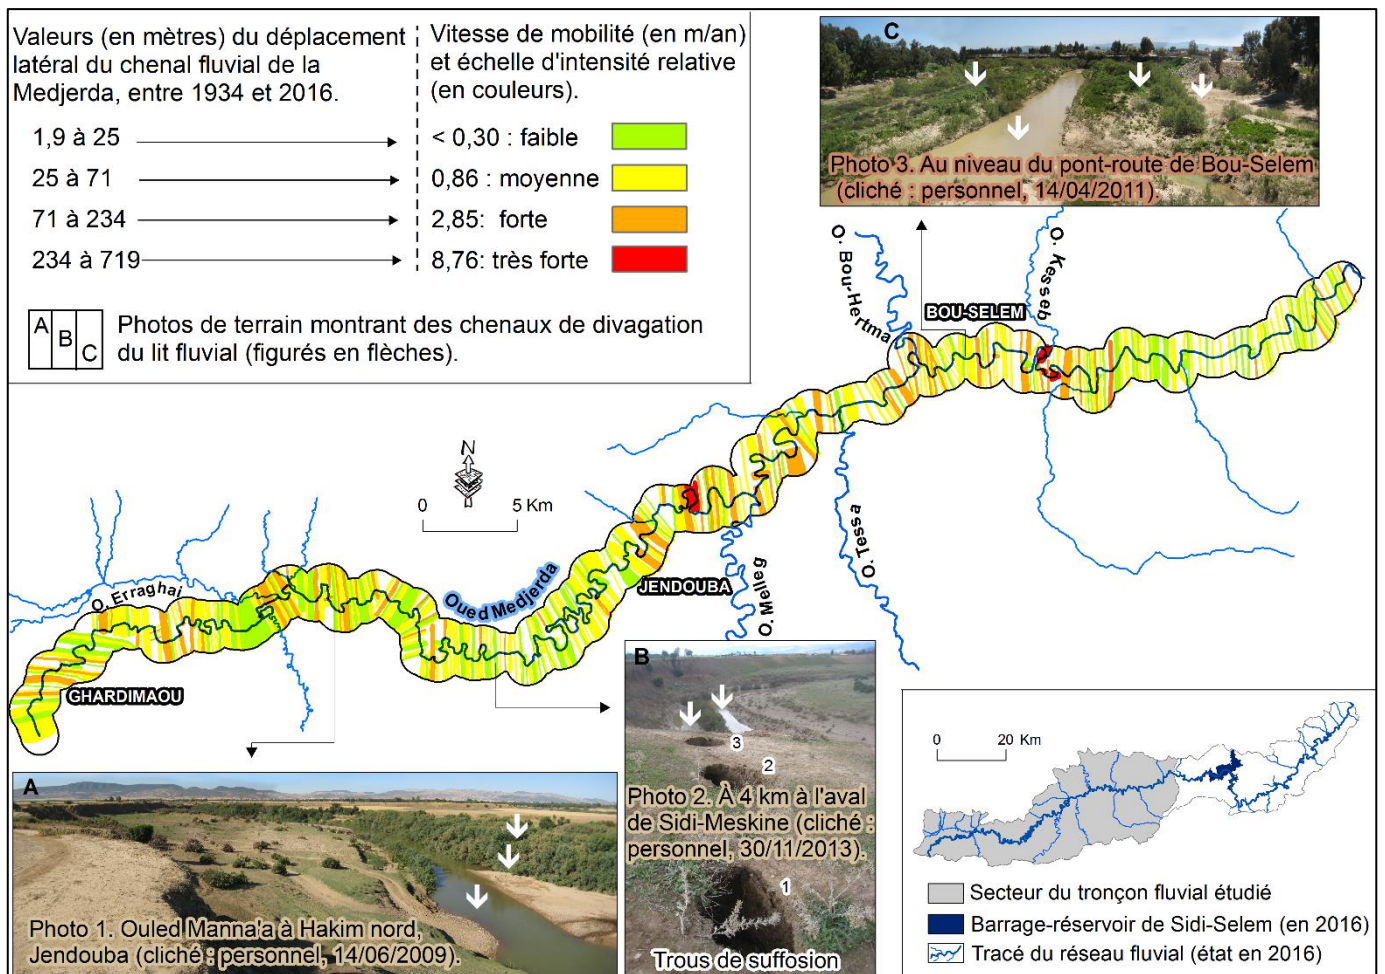 Valeurs (en mètres) du déplacement
latéral du chenal fluvial de la
Medjerda, entre 1934 et 2016.
Vitesse de mobilité (en m/an)
et échelle d'intensité relative
(en couleurs).
1,9 à 25
< 0,30 : faible
25 à 71
0,86 : moyenne
71 à 234
2,85: forte
234 à 719
8,76: très forte
A
B
C
Photos de terrain montrant des chenaux de divagation
du lit fluvial (figurés en flèches).
C
Photo 3. Au niveau du pont-route de Bou-Selem
(cliché : personnel, 14/04/2011).
O. Bou-Hertma
BOU-SELEM
O. Kesseb
N
0 5 Km
O. Erraghai
Oued Medjerda
JENDOUBA
O. Melleg
O. Tessa
GHARDIMAOU
A
Photo 1. Ouled Manna'a à Hakim nord,
Jendouba (cliché : personnel, 14/06/2009).
B
3
2
Photo 2. À 4 km à l'aval
de Sidi-Meskine (cliché :
personnel, 30/11/2013).
1
Trous de suffosion
0 20 Km
Secteur du tronçon fluvial étudié
Barrage-réservoir de Sidi-Selem (en 2016)
Tracé du réseau fluvial (état en 2016)